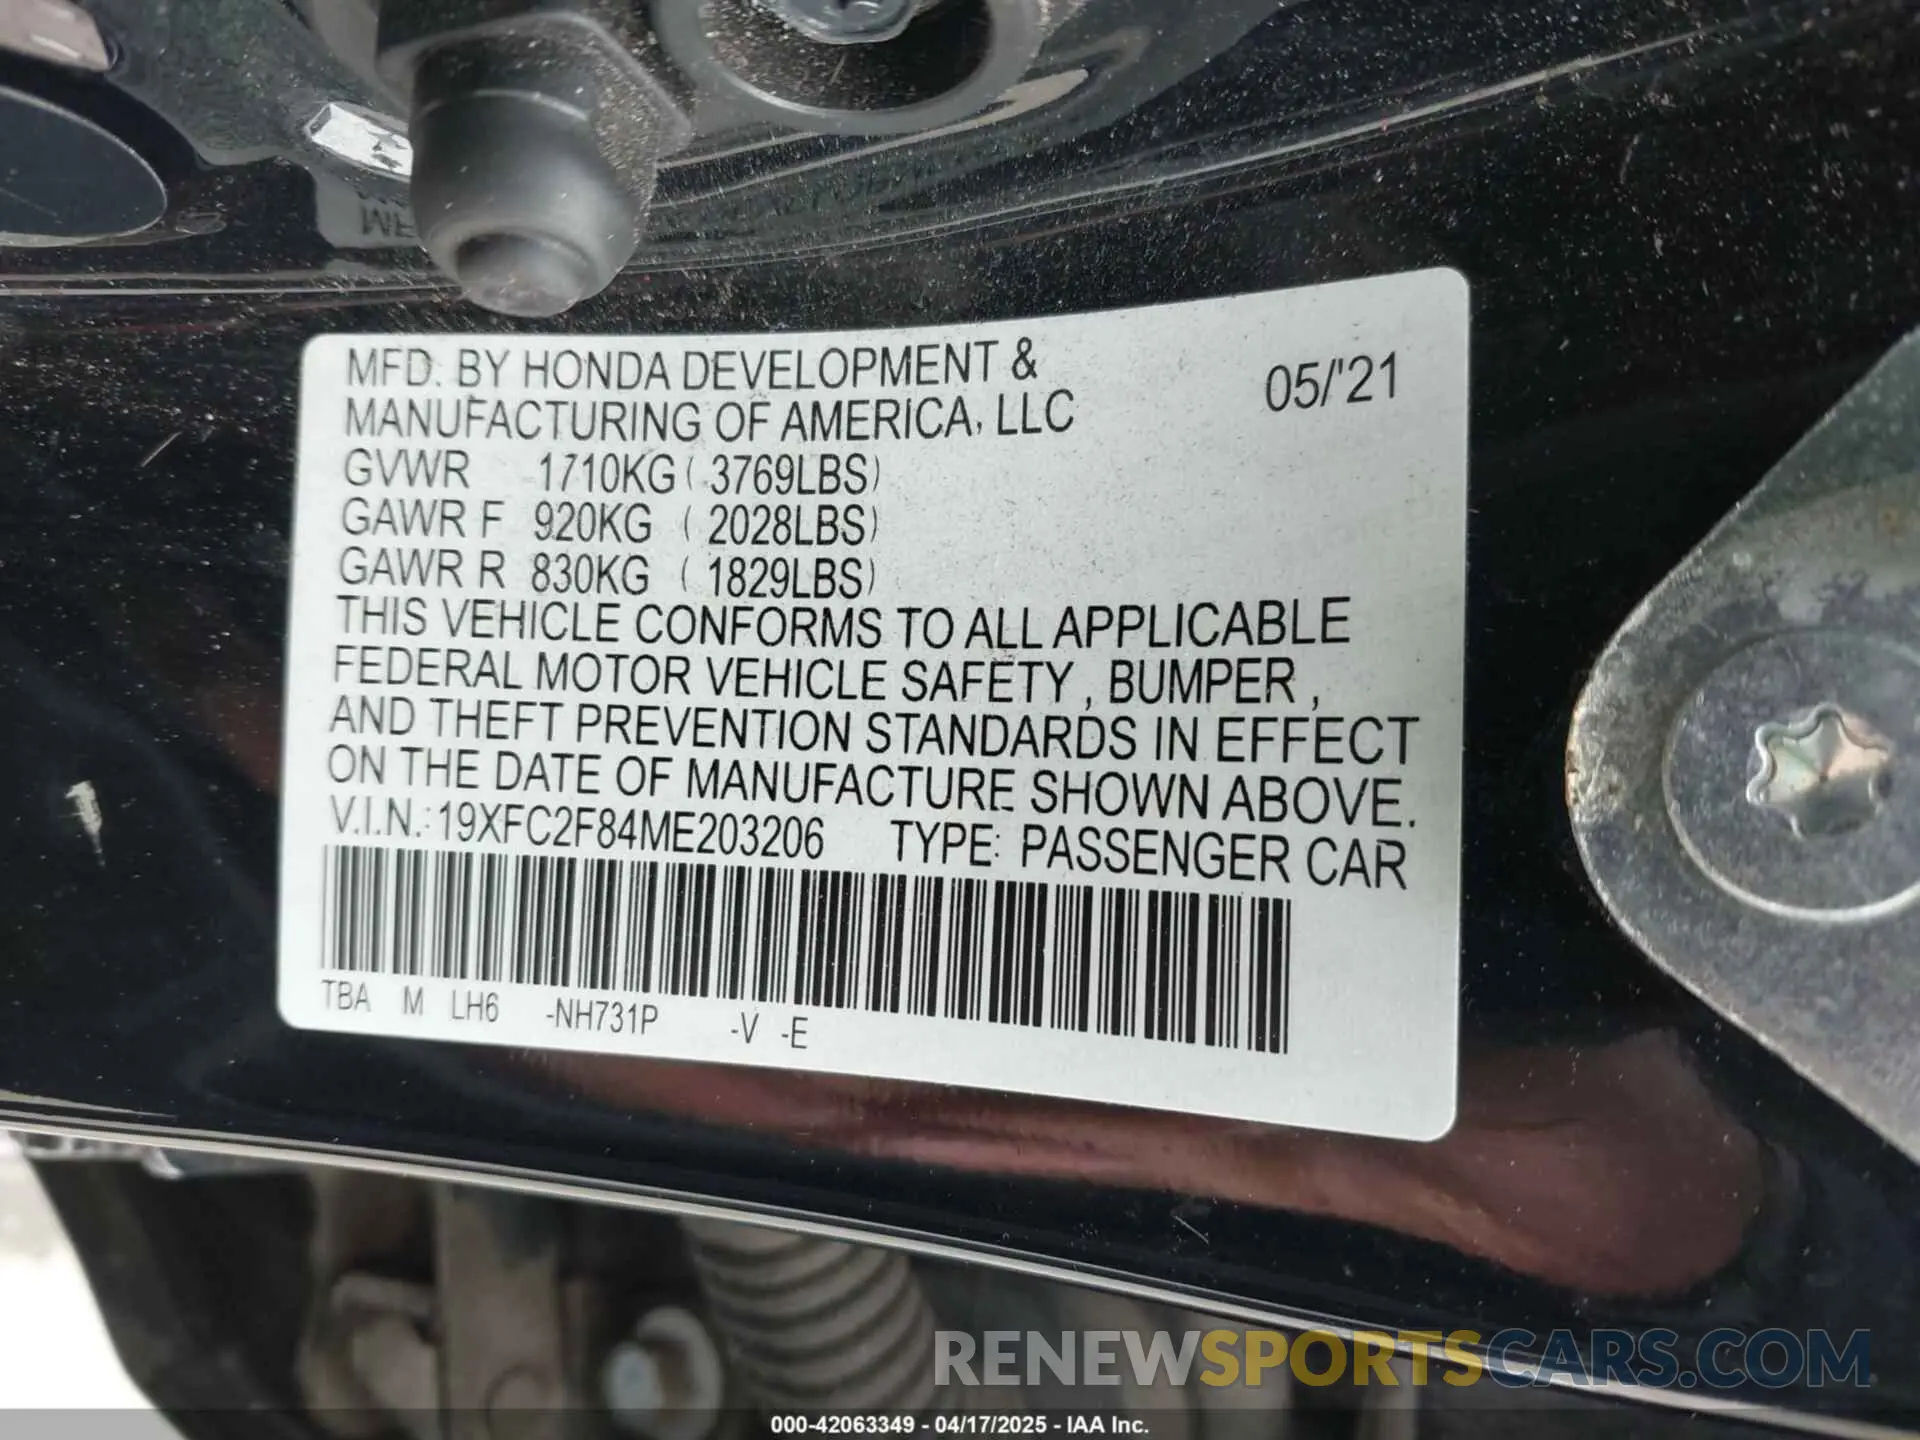 MFD. BY HONDA DEVELOPMENT &
MANUFACTURING OF AMERICA, LLC
05/'21
GVWR 1710KG ( 3769LBS)
GAWR F 920KG ( 2028LBS)
GAWR R 830KG ( 1829LBS)
THIS VEHICLE CONFORMS TO ALL APPLICABLE
FEDERAL MOTOR VEHICLE SAFETY , BUMPER ,
AND THEFT PREVENTION STANDARDS IN EFFECT
ON THE DATE OF MANUFACTURE SHOWN ABOVE.
V.I.N.: 19XFC2F84ME203206 TYPE: PASSENGER CAR
TBA M LH6 -NH731P -V -E
RENEWSPORTSCARS.COM
000-42063349 - 04/17/2025 - IAA Inc.